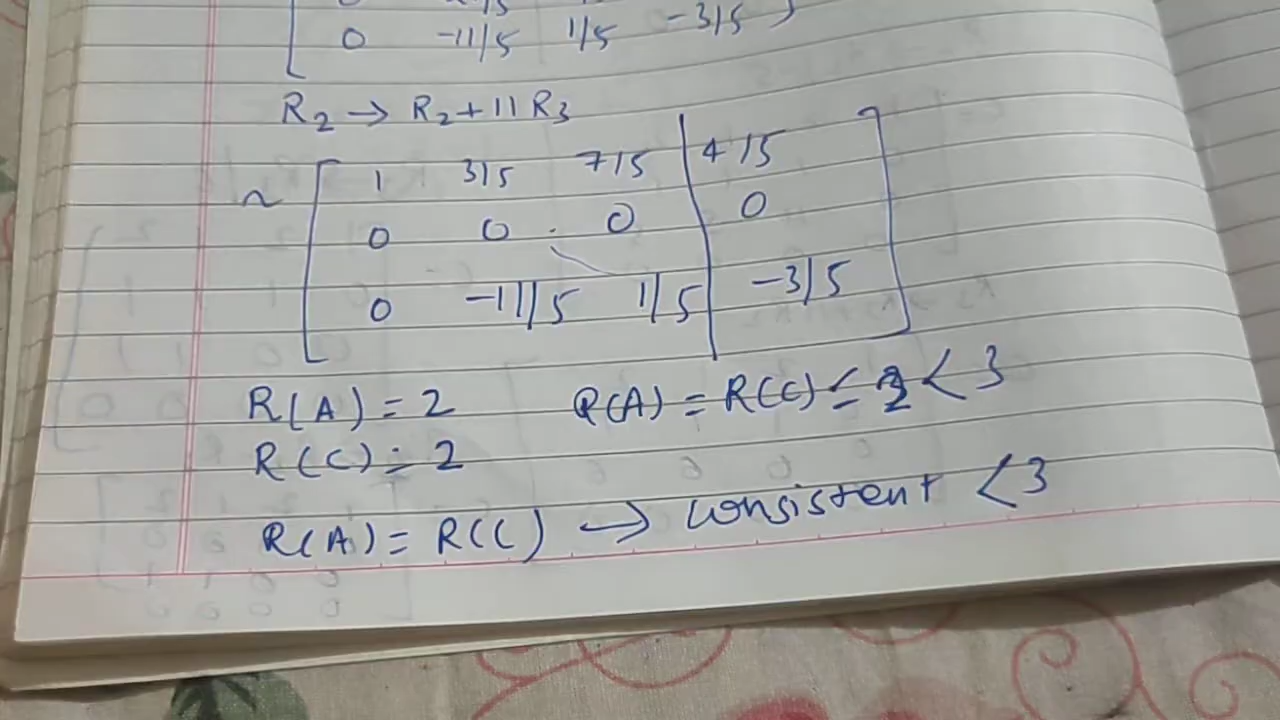 0 -11/5 1/5 -3/5
R2 → R2 + 11 R3
~ [ 1 3/5 7/5 | 4/5 ]
0 0 0 | 0
0 -11/5 1/5 | -3/5
R(A) = 2 R(A) = R(C) = 2 < 3
R(C) = 2
R(A) = R(C) → consistent < 3